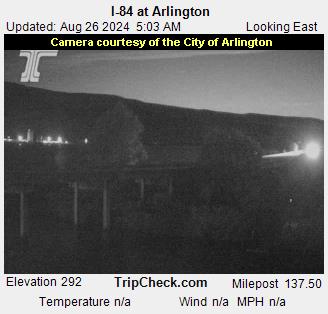 I-84 at Arlington
Updated: Aug 26 2024 5:03 AM Looking East
Camera courtesy of the City of Arlington
Elevation 292 TripCheck.com Milepost 137.50
Temperature n/a Wind n/a MPH n/a